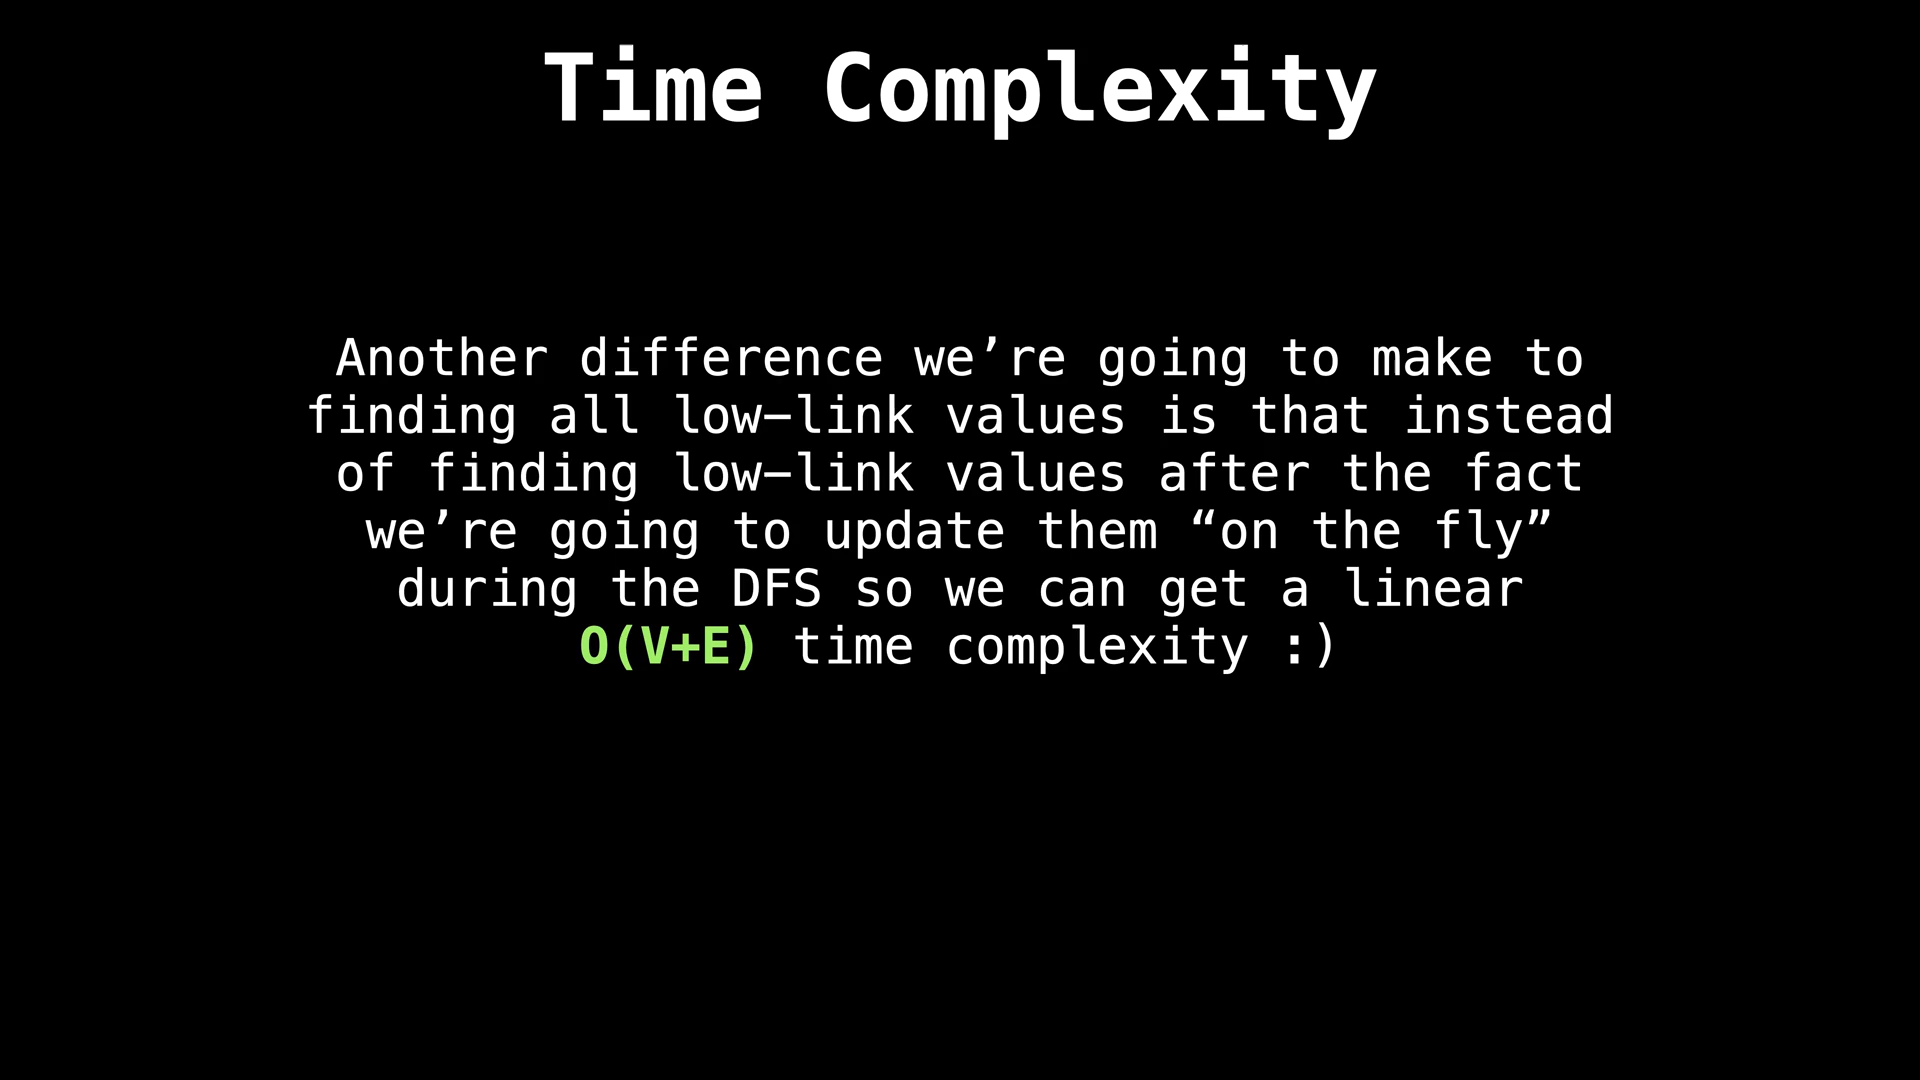 Time Complexity
Another difference we’re going to make to
finding all low-link values is that instead
of finding low-link values after the fact
we’re going to update them “on the fly”
during the DFS so we can get a linear
O(V+E) time complexity :)